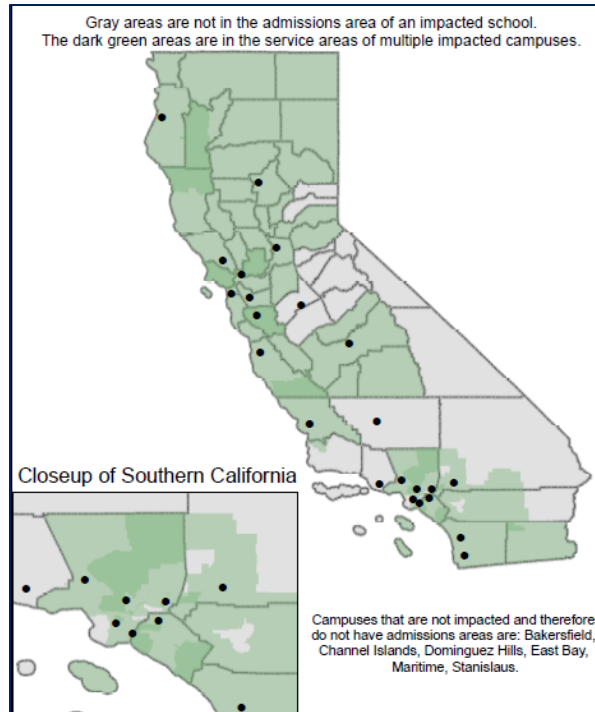 Gray areas are not in the admissions area of an impacted school.
The dark green areas are in the service areas of multiple impacted campuses.
Closeup of Southern California
Campuses that are not impacted and therefore
do not have admissions areas are: Bakersfield,
Channel Islands, Dominguez Hills, East Bay,
Maritime, Stanislaus.